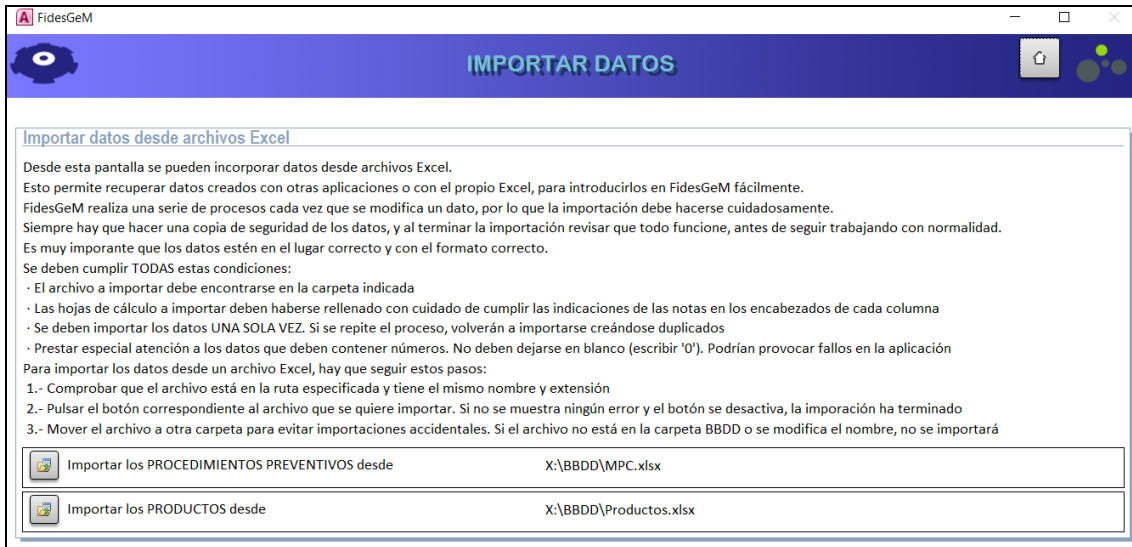 FidesGeM
IMPORTAR DATOS
Importar datos desde archivos Excel
Desde esta pantalla se pueden incorporar datos desde archivos Excel.
Esto permite recuperar datos creados con otras aplicaciones o con el propio Excel, para introducirlos en FidesGeM fácilmente.
FidesGeM realiza una serie de procesos cada vez que se modifica un dato, por lo que la importación debe hacerse cuidadosamente.
Siempre hay que hacer una copia de seguridad de los datos, y al terminar la importación revisar que todo funcione, antes de seguir trabajando con normalidad.
Es muy imporante que los datos estén en el lugar correcto y con el formato correcto.
Se deben cumplir TODAS estas condiciones:
· El archivo a importar debe encontrarse en la carpeta indicada
· Las hojas de cálculo a importar deben haberse rellenado con cuidado de cumplir las indicaciones de las notas en los encabezados de cada columna
· Se deben importar los datos UNA SOLA VEZ. Si se repite el proceso, volverán a importarse creándose duplicados
· Prestar especial atención a los datos que deben contener números. No deben dejarse en blanco (escribir '0'). Podrían provocar fallos en la aplicación
Para importar los datos desde un archivo Excel, hay que seguir estos pasos:
1.- Comprobar que el archivo está en la ruta especificada y tiene el mismo nombre y extensión
2.- Pulsar el botón correspondiente al archivo que se quiere importar. Si no se muestra ningún error y el botón se desactiva, la imporación ha terminado
3.- Mover el archivo a otra carpeta para evitar importaciones accidentales. Si el archivo no está en la carpeta BBDD o se modifica el nombre, no se importará
Importar los PROCEDIMIENTOS PREVENTIVOS desde X:\BBDD\MPC.xlsx
Importar los PRODUCTOS desde X:\BBDD\Productos.xlsx